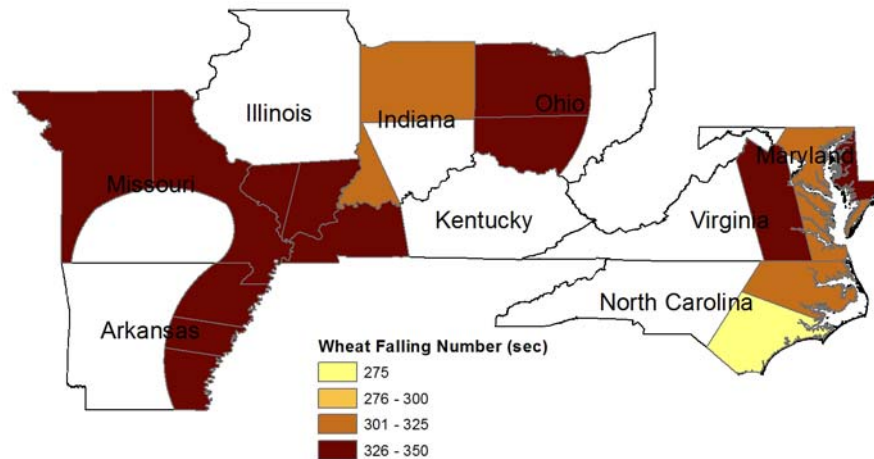 Illinois
Indiana
Ohio
Missouri
Maryland
Kentucky
Virginia
Arkansas
North Carolina
Wheat Falling Number (sec)
275
276 - 300
301 - 325
326 - 350